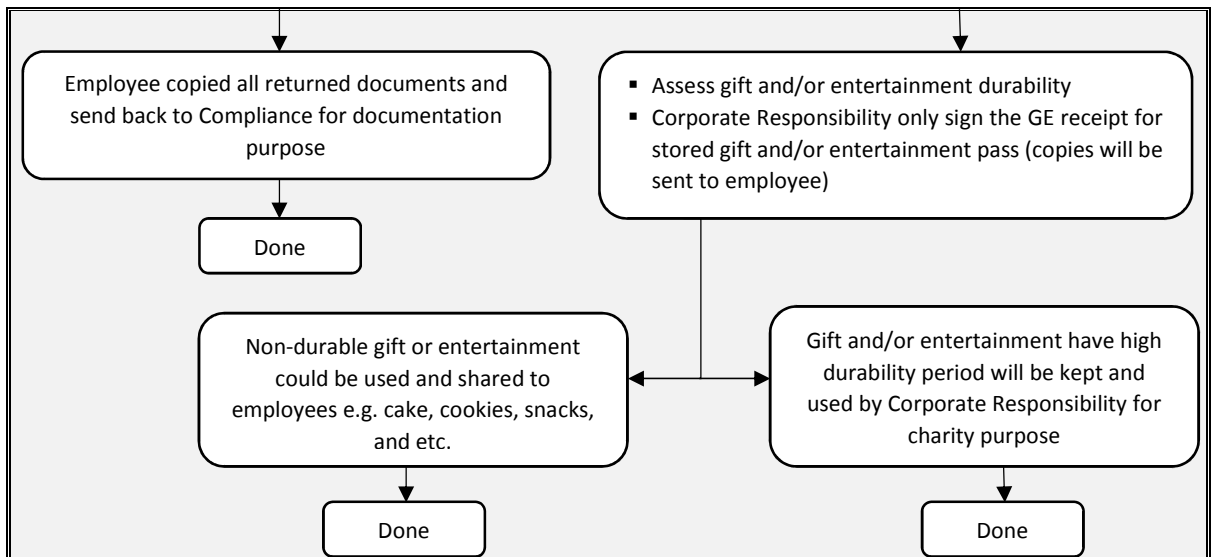 Employee copied all returned documents and
send back to Compliance for documentation
purpose
▪ Assess gift and/or entertainment durability
▪ Corporate Responsibility only sign the GE receipt for
stored gift and/or entertainment pass (copies will be
sent to employee)
Done
Non-durable gift or entertainment
could be used and shared to
employees e.g. cake, cookies, snacks,
and etc.
Gift and/or entertainment have high
durability period will be kept and
used by Corporate Responsibility for
charity purpose
Done
Done